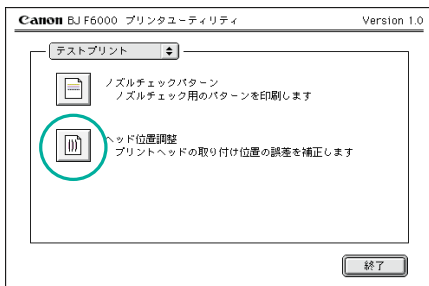 Canon BJ F6000 プリンタユーティリティ Version 1.0
テストプリント
ノズルチェックパターン
ノズルチェック用のパターンを印刷します
ヘッド位置調整
プリントヘッドの取り付け位置の誤差を補正します
終了